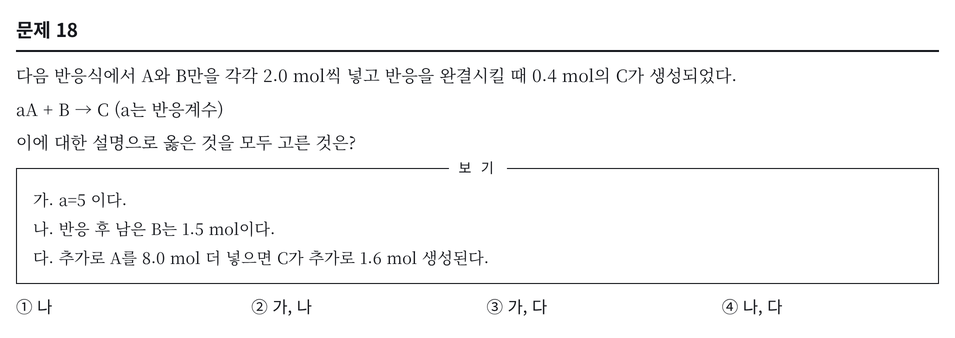 문제 18
다음 반응식에서 A와 B만을 각각 2.0 mol씩 넣고 반응을 완결시킬 때 0.4 mol의 C가 생성되었다.
aA + B → C (a는 반응계수)
이에 대한 설명으로 옳은 것을 모두 고른 것은?
보 기
가. a=5 이다.
나. 반응 후 남은 B는 1.5 mol이다.
다. 추가로 A를 8.0 mol 더 넣으면 C가 추가로 1.6 mol 생성된다.
① 나 ② 가, 나 ③ 가, 다 ④ 나, 다